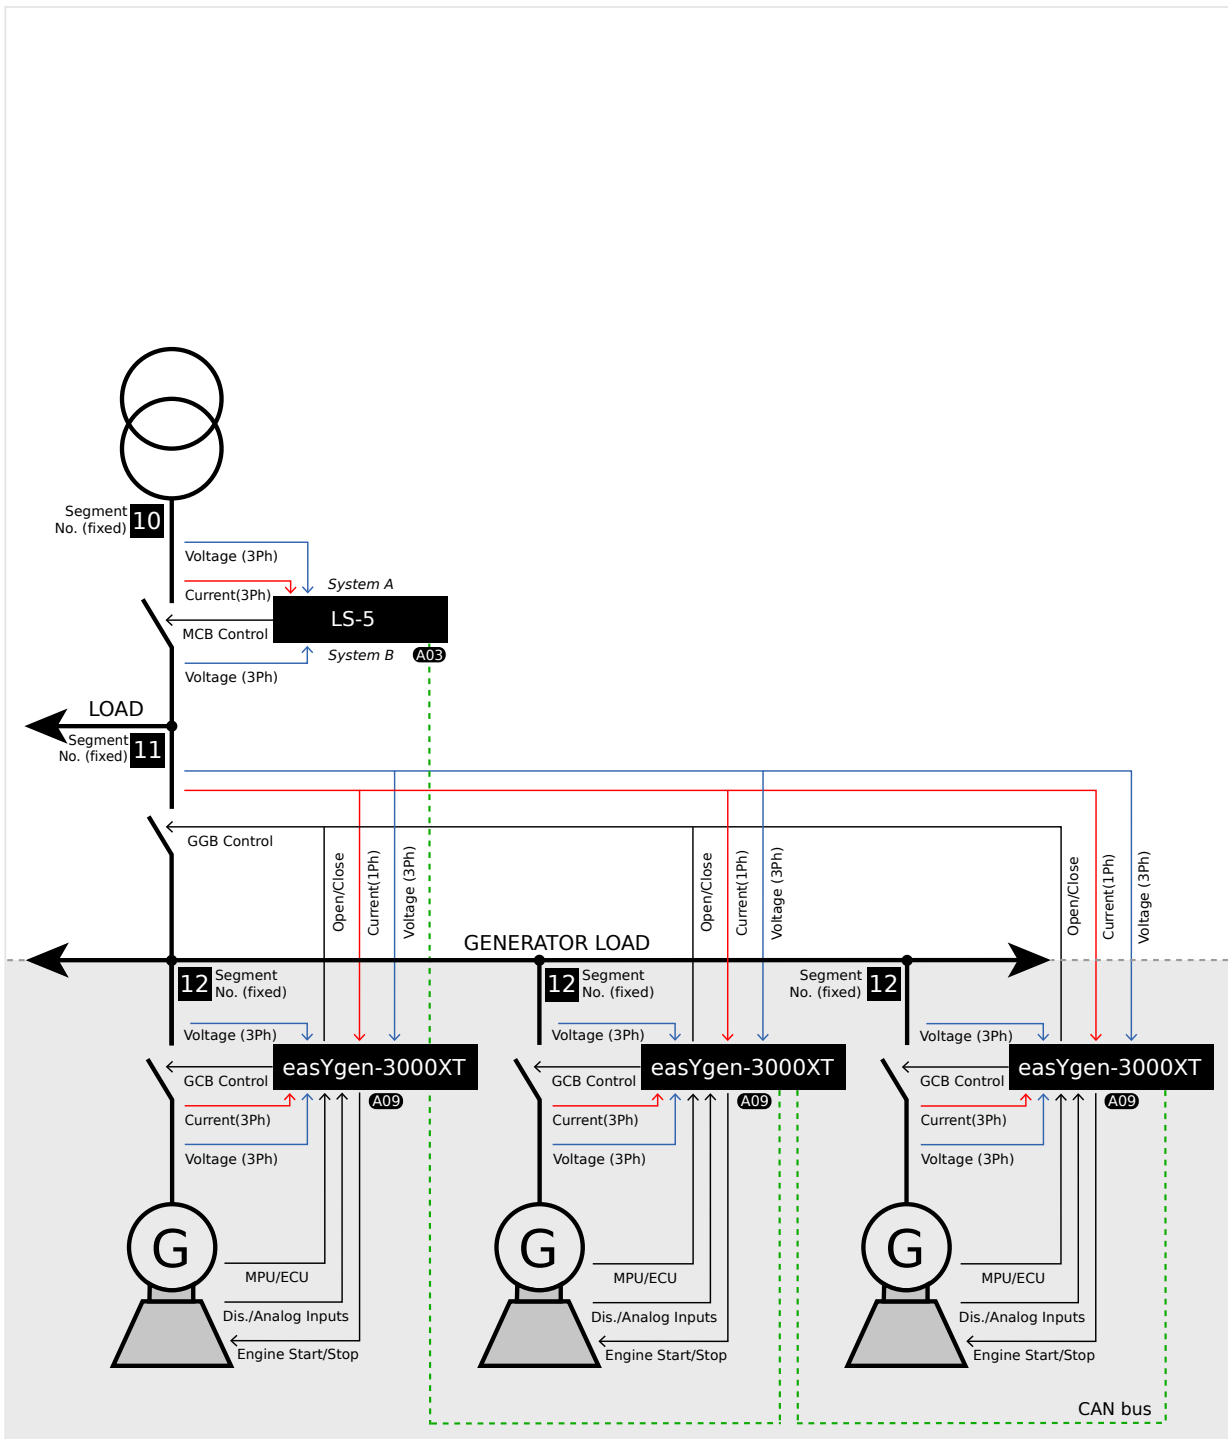 Segment
No. (fixed)
10
Voltage (3Ph)
System A
Current(3Ph)
LS-5
MCB Control
System B
A03
Voltage (3Ph)
LOAD
Segment
No. (fixed)
11
GGB Control
Open/Close
Current(1Ph)
Voltage (3Ph)
Open/Close
Current(1Ph)
Voltage (3Ph)
Open/Close
Current(1Ph)
Voltage (3Ph)
GENERATOR LOAD
12
Segment
No. (fixed)
12
Segment
No. (fixed)
Segment
No. (fixed)
12
Voltage (3Ph)
Voltage (3Ph)
Voltage (3Ph)
easYgen-3000XT
easYgen-3000XT
easYgen-3000XT
GCB Control
GCB Control
GCB Control
A09
A09
A09
Current(3Ph)
Current(3Ph)
Current(3Ph)
Voltage (3Ph)
Voltage (3Ph)
Voltage (3Ph)
G
G
G
MPU/ECU
MPU/ECU
MPU/ECU
Dis./Analog Inputs
Dis./Analog Inputs
Dis./Analog Inputs
Engine Start/Stop
Engine Start/Stop
Engine Start/Stop
CAN bus